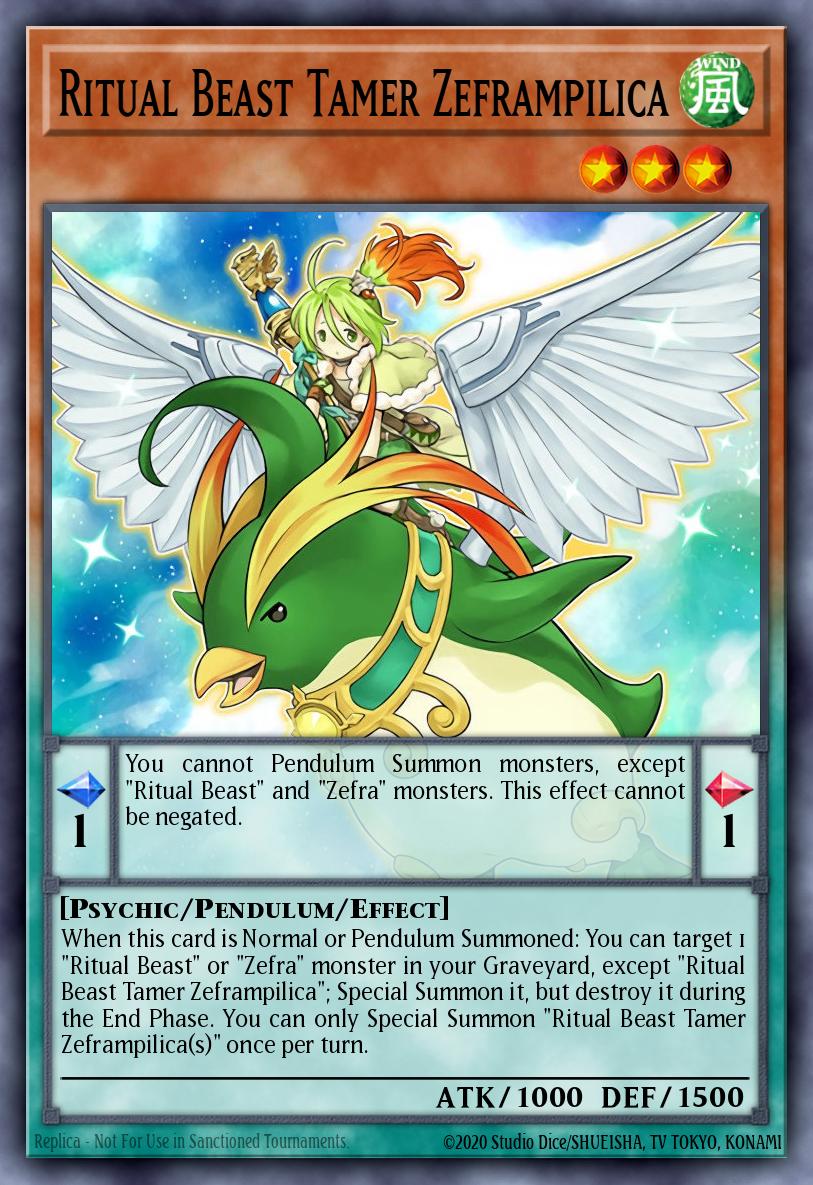 Ritual Beast Tamer Zeframpilica
WIND
風
You cannot Pendulum Summon monsters, except
"Ritual Beast" and "Zefra" monsters. This effect cannot
be negated.
1
1
[Psychic/Pendulum/Effect]
When this card is Normal or Pendulum Summoned: You can target 1
"Ritual Beast" or "Zefra" monster in your Graveyard, except "Ritual
Beast Tamer Zeframpilica"; Special Summon it, but destroy it during
the End Phase. You can only Special Summon "Ritual Beast Tamer
Zeframpilica(s)" once per turn.
ATK/1000 DEF/1500
Replica - Not For Use in Sanctioned Tournaments.
©2020 Studio Dice/SHUEISHA, TV TOKYO, KONAMI